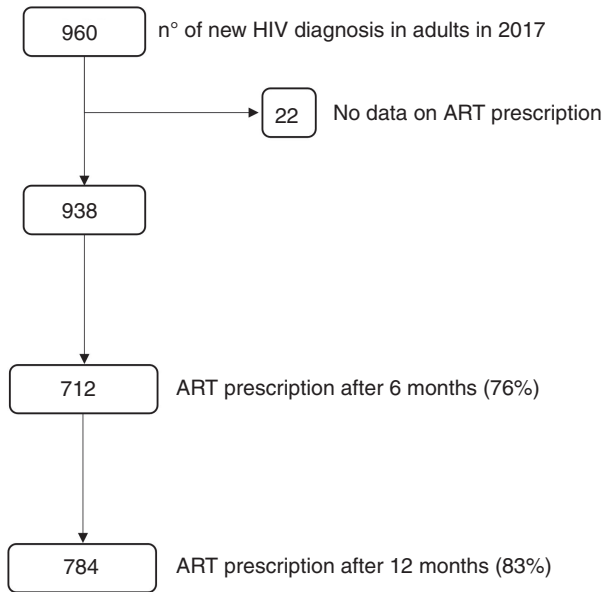 960
n° of new HIV diagnosis in adults in 2017
22
No data on ART prescription
938
712
ART prescription after 6 months (76%)
784
ART prescription after 12 months (83%)